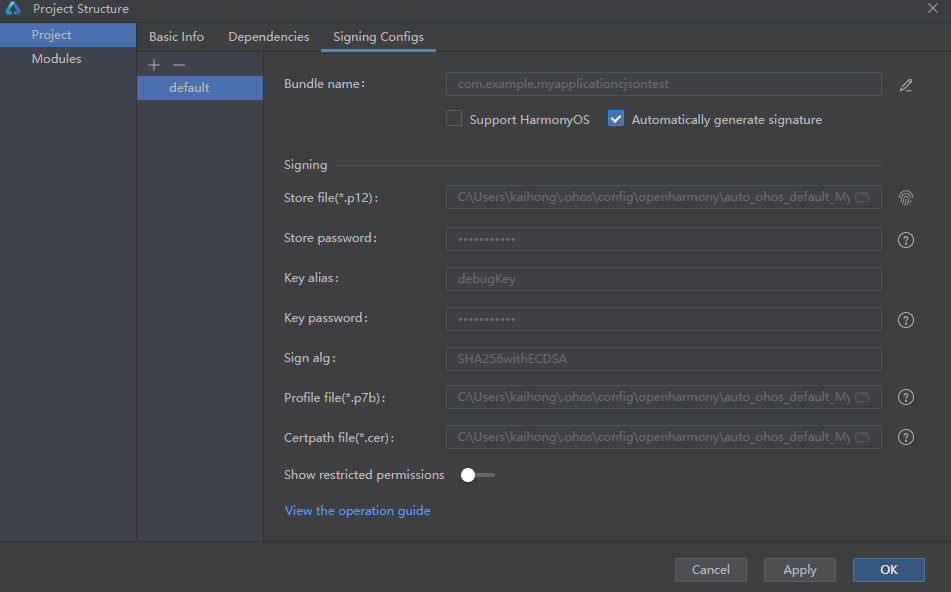 Project Structure
Project
Modules
Basic Info
Dependencies
Signing Configs
default
Bundle name:
com.example.myapplicationcjsontest
Support HarmonyOS
Automatically generate signature
Signing
Store file(*.p12):
C:\Users\kaihong\.ohos\config\openharmony\auto_ohos_default_My
Store password:
•••••••••••
Key alias:
debugKey
Key password:
•••••••••••
Sign alg:
SHA256withECDSA
Profile file(*.p7b):
C:\Users\kaihong\.ohos\config\openharmony\auto_ohos_default_My
Certpath file(*.cer):
C:\Users\kaihong\.ohos\config\openharmony\auto_ohos_default_My
Show restricted permissions
View the operation guide
Cancel
Apply
OK